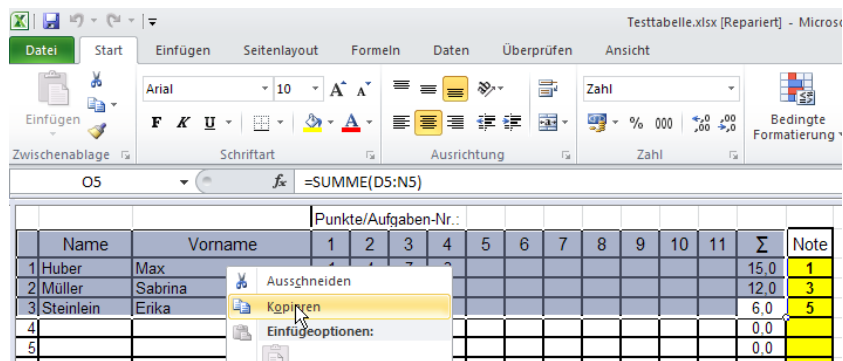 Testtabelle.xlsx [Repariert] - Micros
Datei Start Einfügen Seitenlayout Formeln Daten Überprüfen Ansicht
Arial 10 Zahl
Einfügen F K U % 000 Bedingte
Formatierung
Zwischenablage Schriftart Ausrichtung Zahl
O5 fx =SUMME(D5:N5)
Punkte/Aufgaben-Nr.:
Name Vorname 1 2 3 4 5 6 7 8 9 10 11 Σ Note
1 Huber Max 15,0 1
2 Müller Sabrina Ausschneiden 12,0 3
3 Steinlein Erika Kopieren 6,0 5
4 Einfügeoptionen: 0,0
5 0,0